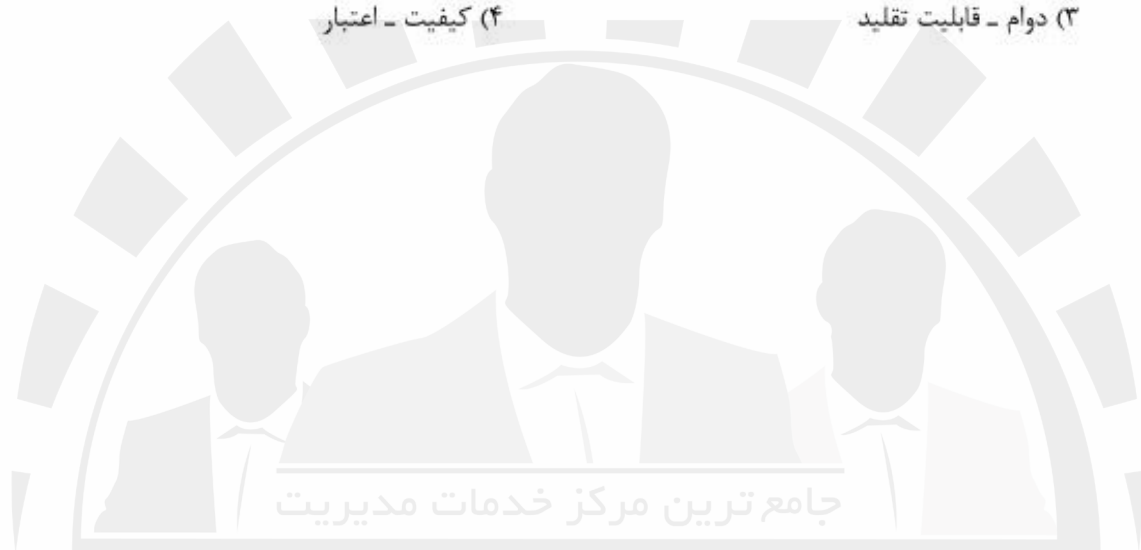 ۳) دوام ـ قابلیت تقلید ۴) کیفیت ـ اعتبار
جامع ترین مرکز خدمات مدیریت